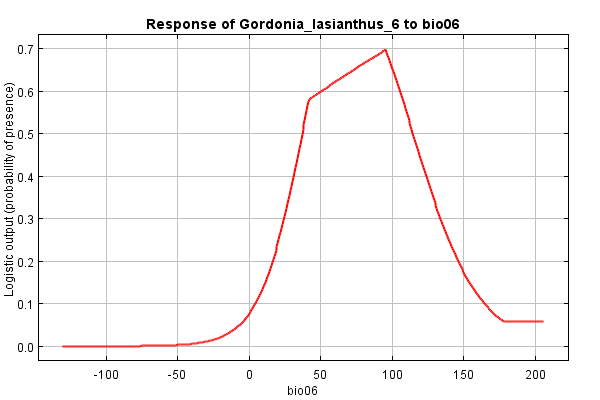 Response of Gordonia_lasianthus_6 to bio06
Logistic output (probability of presence)
0.7
0.6
0.5
0.4
0.3
0.2
0.1
0.0
-100 -50 0 50 100 150 200
bio06